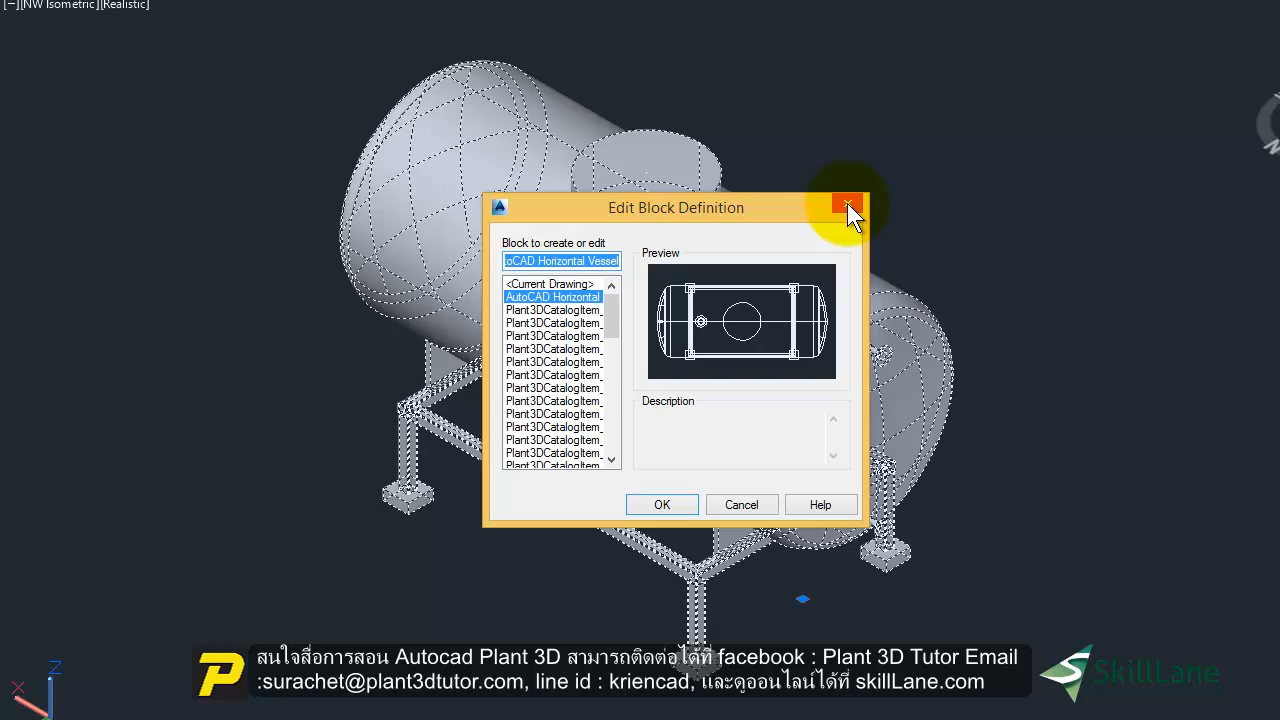 [−][NW Isometric][Realistic]
Edit Block Definition
Block to create or edit
toCAD Horizontal Vessel
<Current Drawing>
AutoCAD Horizontal
Plant3DCatalogItem_
Plant3DCatalogItem_
Plant3DCatalogItem_
Plant3DCatalogItem_
Plant3DCatalogItem_
Plant3DCatalogItem_
Plant3DCatalogItem_
Plant3DCatalogItem_
Plant3DCatalogItem_
Plant3DCatalogItem_
Plant3DCatalogItem_
Plant3DCatalogItem_
Plant3DCatalogItem_
Preview
Description
OK
Cancel
Help
X
Z
สนใจสื่อการสอน Autocad Plant 3D สามารถติดต่อได้ที่ facebook : Plant 3D Tutor Email
:surachet@plant3dtutor.com, line id : kriencad, และดูออนไลน์ได้ที่ skillLane.com
SkillLane